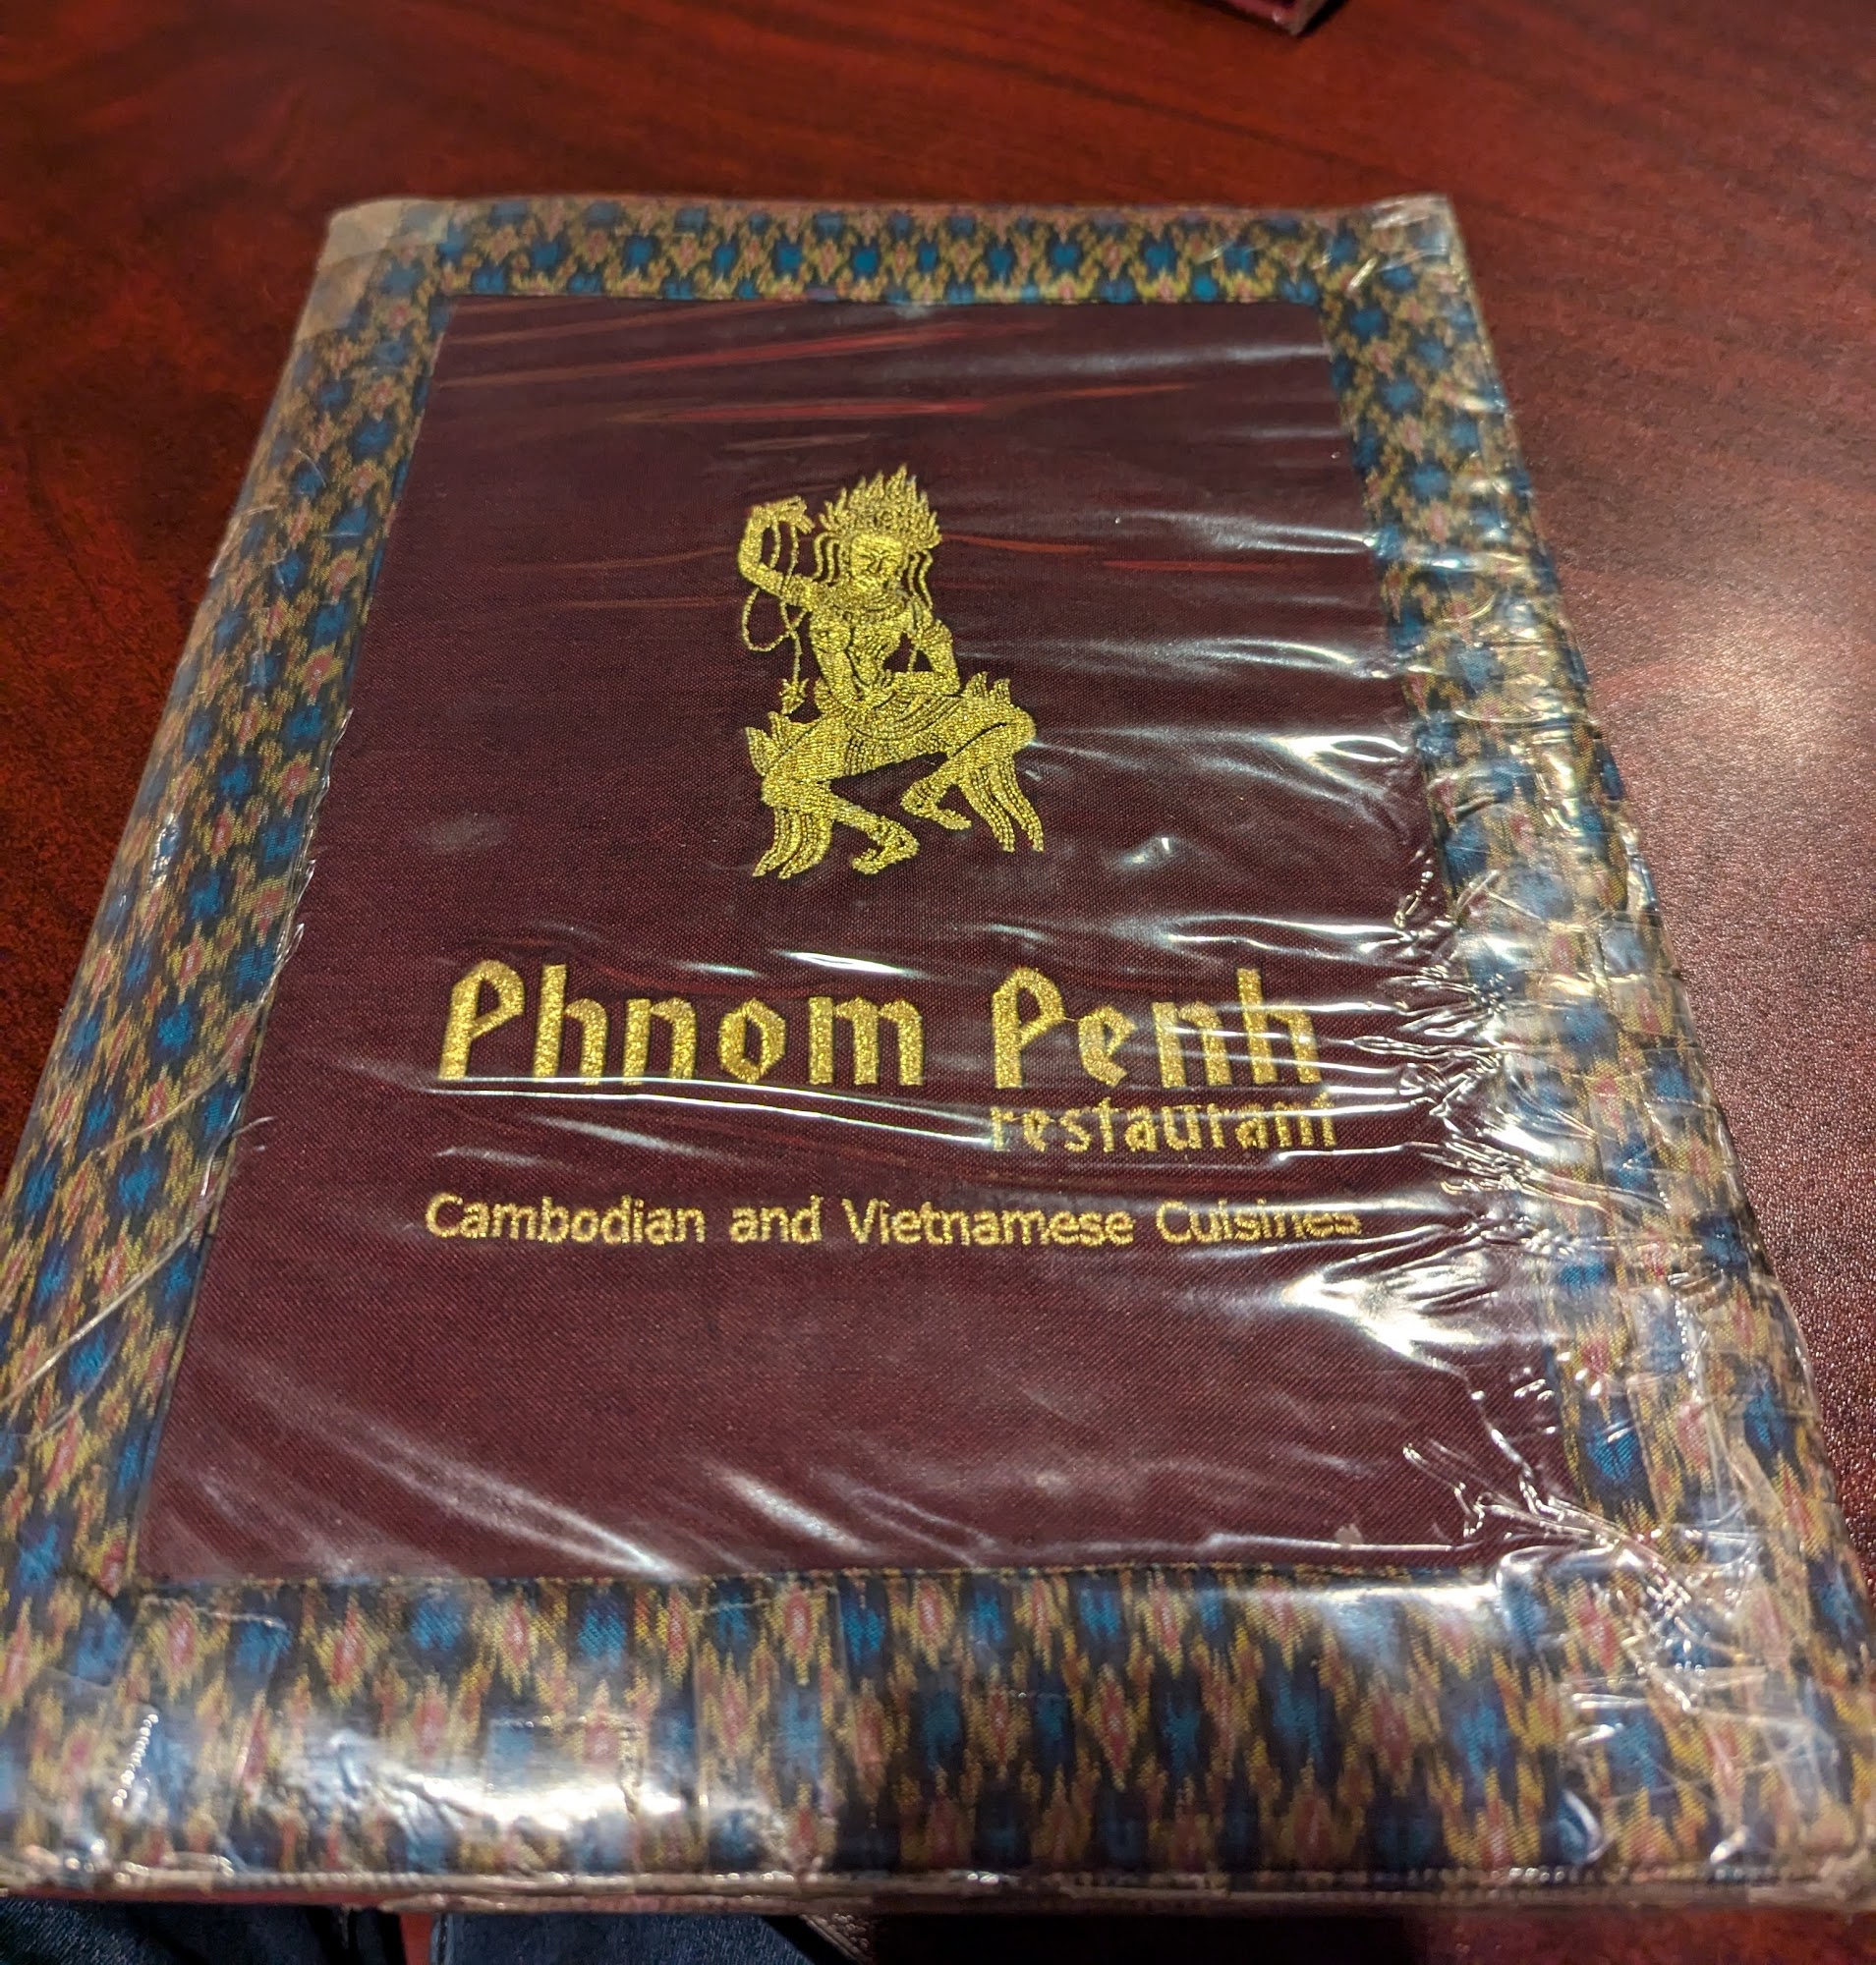 Phnom Penh
restaurant
Cambodian and Vietnamese Cuisines